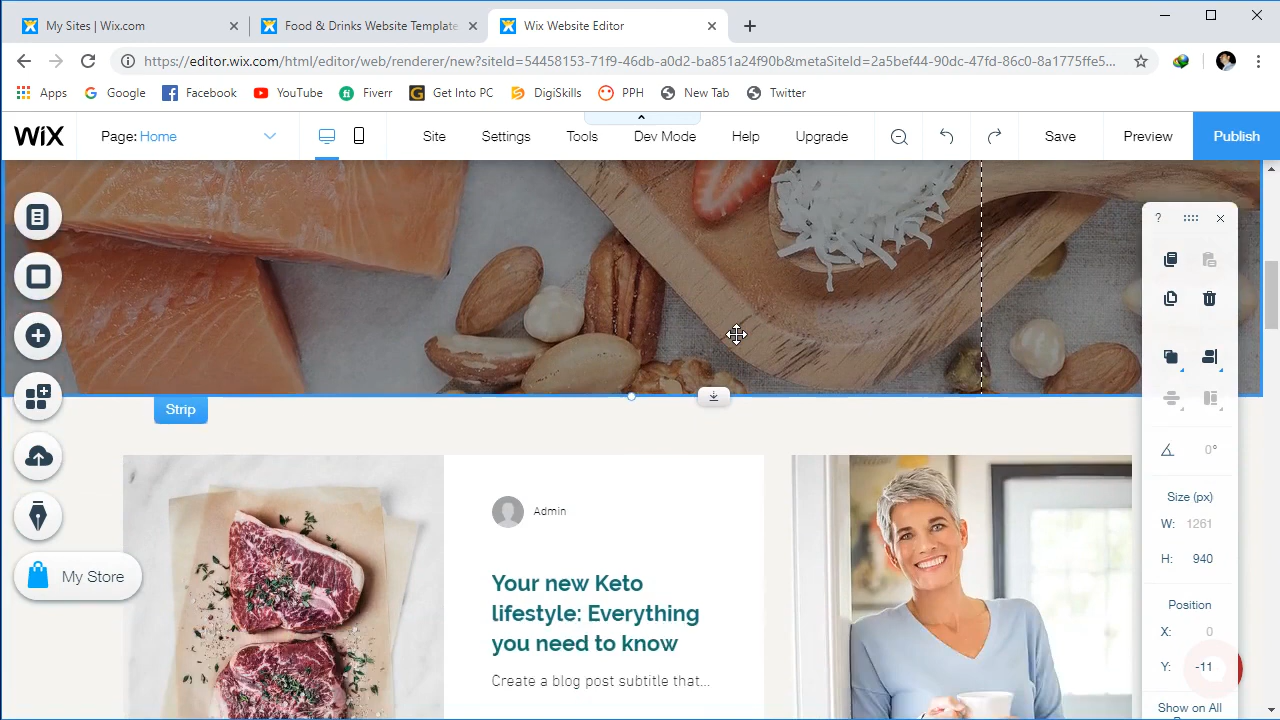 My Sites | Wix.com
Food & Drinks Website Template
Wix Website Editor
https://editor.wix.com/html/editor/web/renderer/new?siteId=54458153-71f9-46db-a0d2-ba851a24f90b&metaSiteId=2a5bef44-90dc-47fd-86c0-8a1775ffe5...
Apps
Google
Facebook
YouTube
Fiverr
Get Into PC
DigiSkills
PPH
New Tab
Twitter
WiX
Page: Home
Site
Settings
Tools
Dev Mode
Help
Upgrade
Save
Preview
Publish
?
Strip
My Store
Admin
Your new Keto
lifestyle: Everything
you need to know
Create a blog post subtitle that...
0°
Size (px)
W: 1261
H: 940
Position
X: 0
Y: -11
Show on All